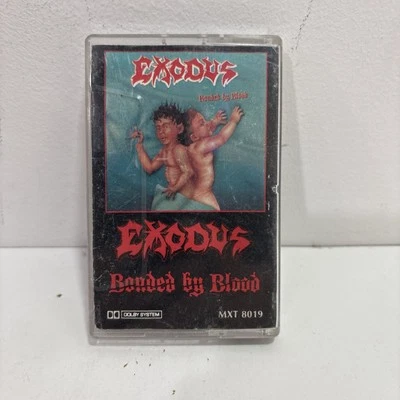 EXODUS
Bonded by Blood
EXODUS
Bonded by Blood
DOLBY SYSTEM
MXT 8019